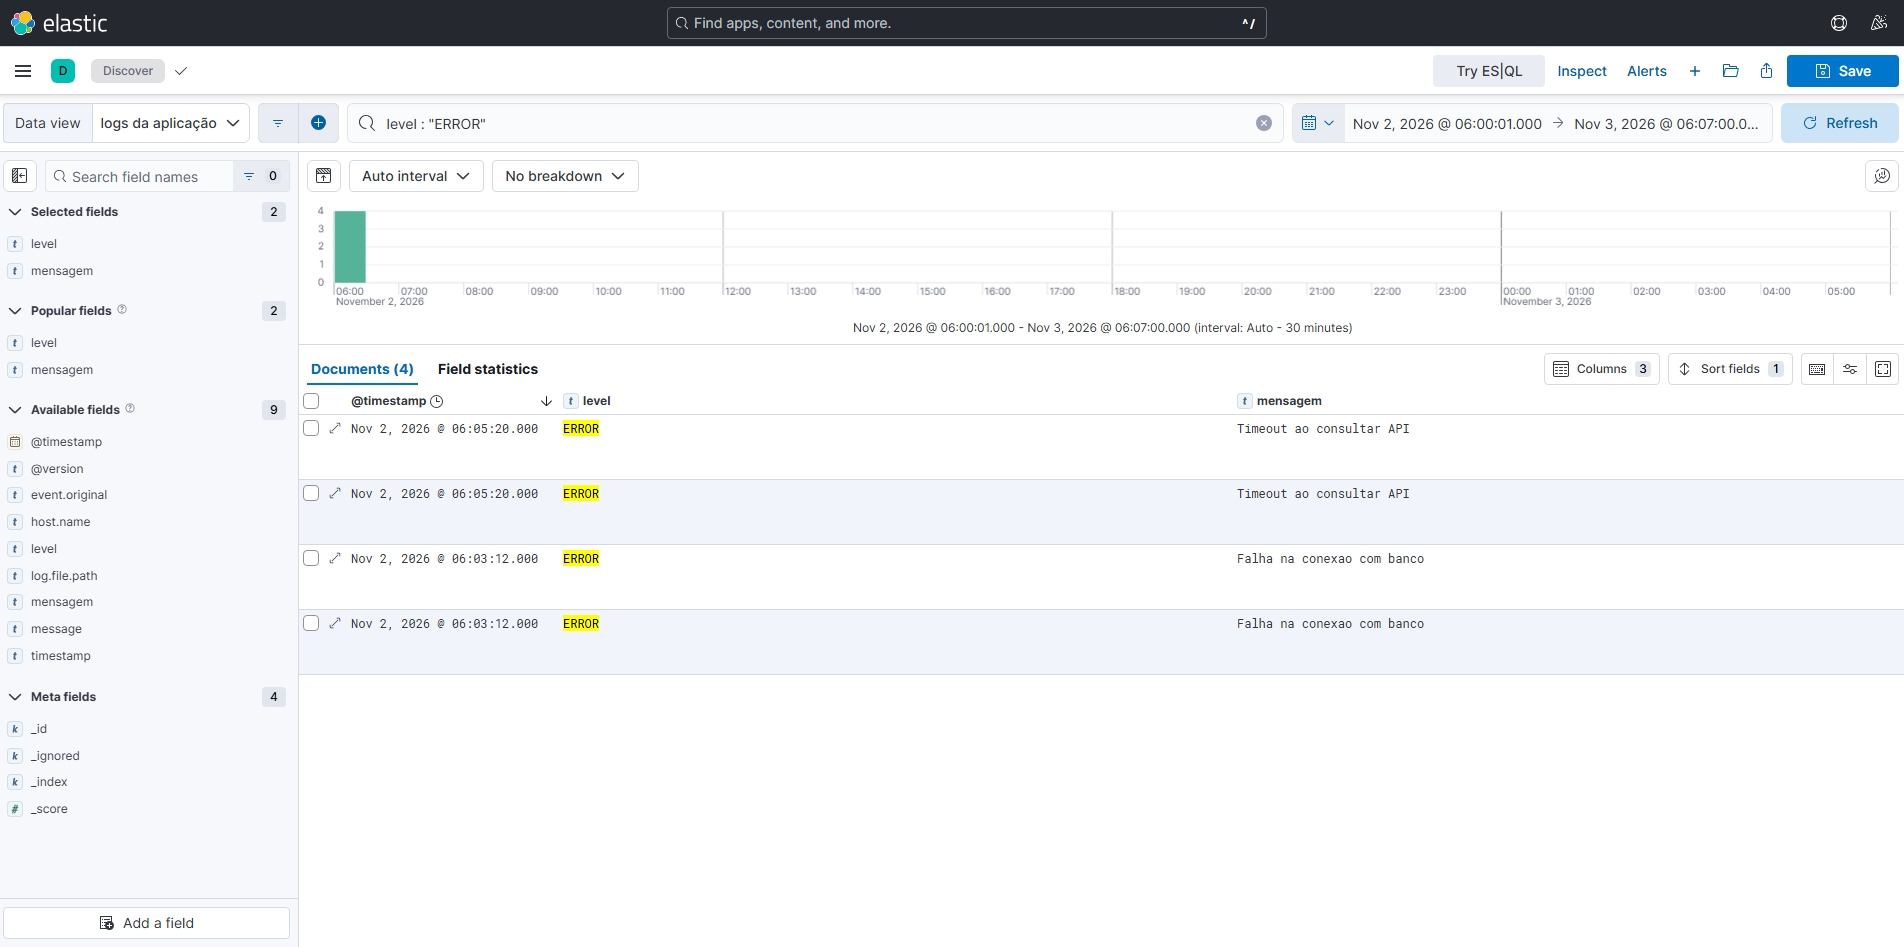 elastic
Find apps, content, and more.
^/
D
Discover
Try ES|QL
Inspect
Alerts
Save
Data view
logs da aplicação
level : "ERROR"
Nov 2, 2026 @ 06:00:01.000 → Nov 3, 2026 @ 06:07:00.0...
Refresh
Search field names
0
Auto interval
No breakdown
Selected fields
2
t level
t mensagem
Popular fields
2
t level
t mensagem
Available fields
9
@timestamp
t @version
t event.original
t host.name
t level
t log.file.path
t mensagem
t message
t timestamp
Meta fields
4
k _id
k _ignored
k _index
# _score
Add a field
4
3
2
1
0
06:00 07:00 08:00 09:00 10:00 11:00 12:00 13:00 14:00 15:00 16:00 17:00 18:00 19:00 20:00 21:00 22:00 23:00 00:00 01:00 02:00 03:00 04:00 05:00
November 2, 2026 November 3, 2026
Nov 2, 2026 @ 06:00:01.000 - Nov 3, 2026 @ 06:07:00.000 (interval: Auto - 30 minutes)
Documents (4)
Field statistics
Columns 3
Sort fields 1
@timestamp t level t mensagem
Nov 2, 2026 @ 06:05:20.000 ERROR Timeout ao consultar API
Nov 2, 2026 @ 06:05:20.000 ERROR Timeout ao consultar API
Nov 2, 2026 @ 06:03:12.000 ERROR Falha na conexao com banco
Nov 2, 2026 @ 06:03:12.000 ERROR Falha na conexao com banco